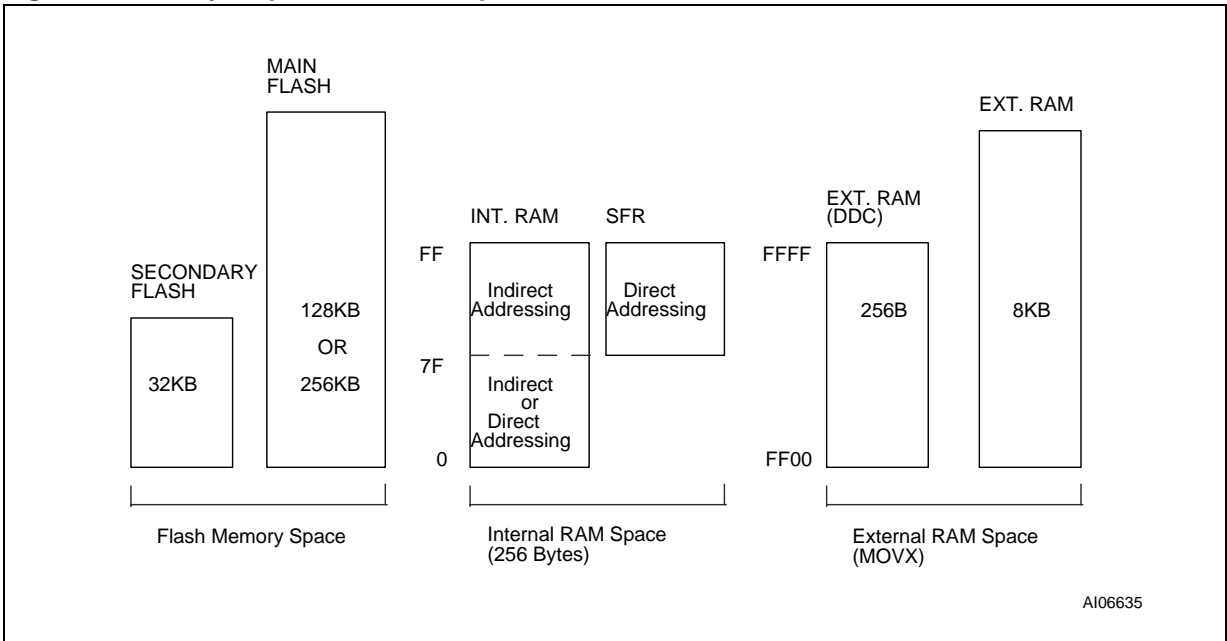 MAIN
FLASH
EXT. RAM
EXT. RAM
(DDC)
INT. RAM
SFR
FF
FFFF
SECONDARY
FLASH
Indirect
Addressing
Direct
Addressing
128KB
OR
256KB
256B
8KB
7F
32KB
Indirect
or
Direct
Addressing
0
FF00
Flash Memory Space
Internal RAM Space
(256 Bytes)
External RAM Space
(MOVX)
AI06635